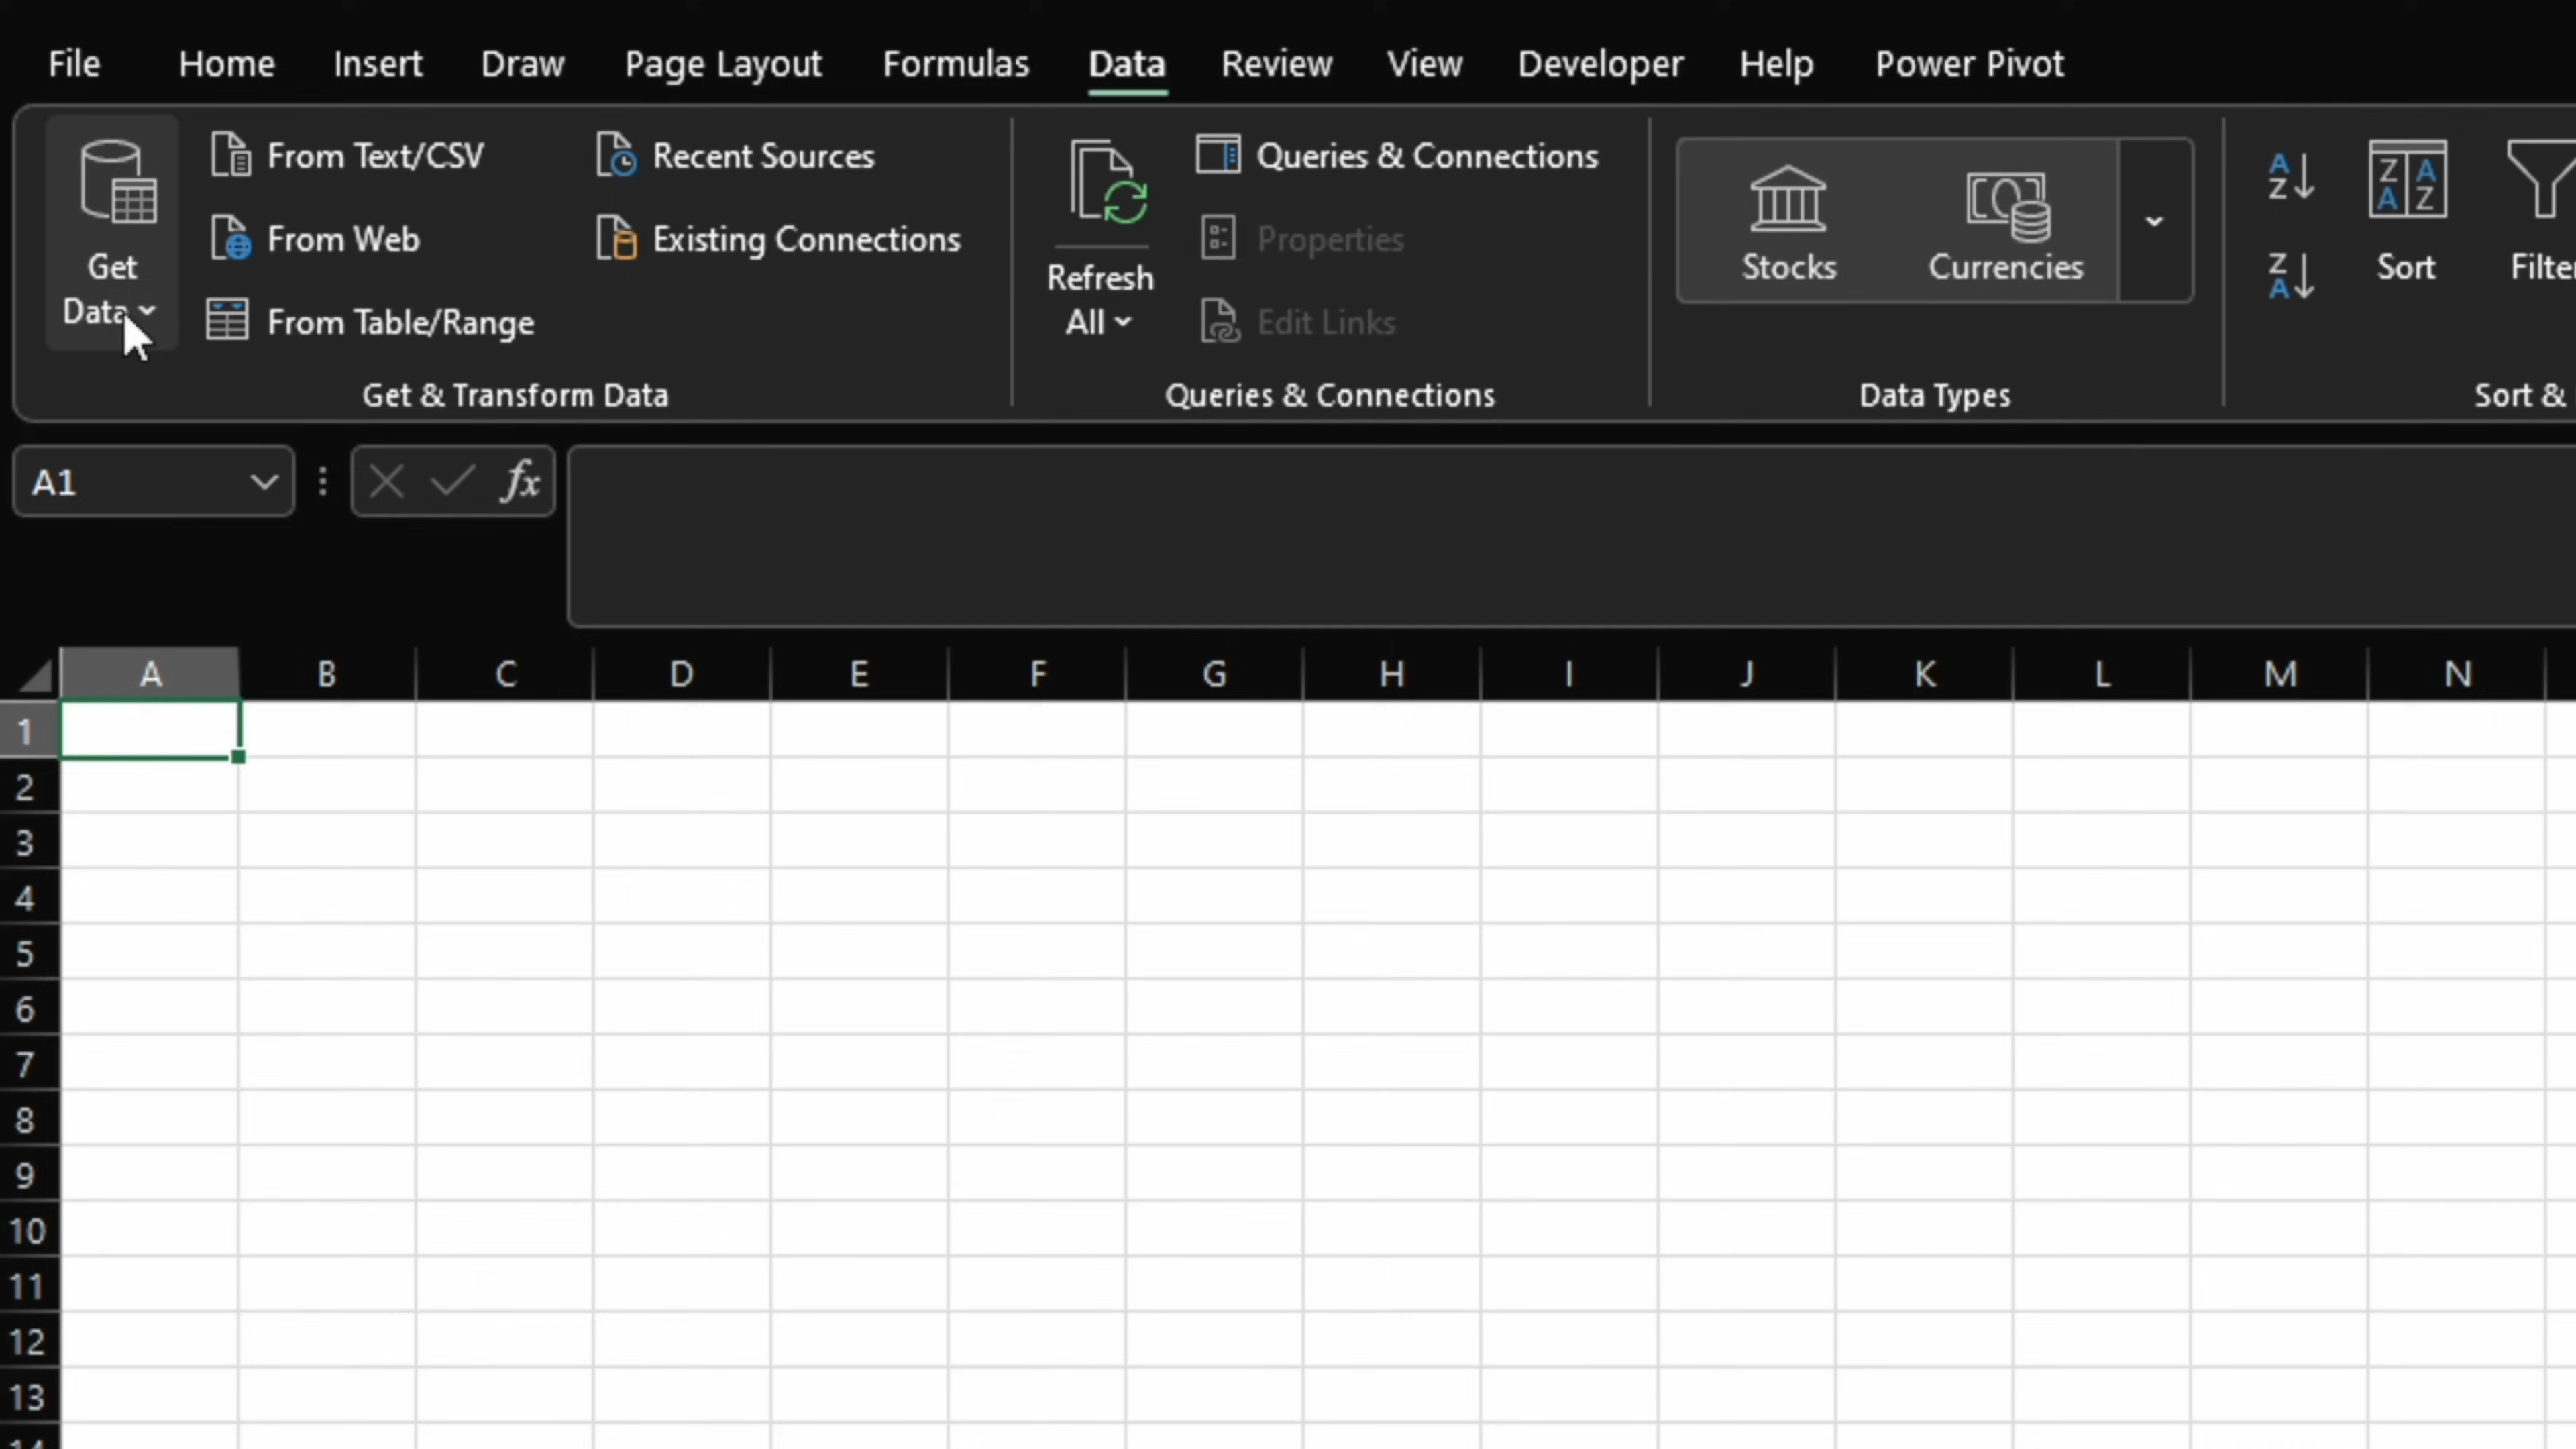 File Home Insert Draw Page Layout Formulas Data Review View Developer Help Power Pivot
Get
Data
From Text/CSV
From Web
From Table/Range
Recent Sources
Existing Connections
Get & Transform Data
Refresh
All
Queries & Connections
Properties
Edit Links
Queries & Connections
Stocks
Currencies
Data Types
A
Z
Z
A
Z A
A Z
Sort
Sort &
A1
fx
A B C D E F G H I J K L M N
1
2
3
4
5
6
7
8
9
10
11
12
13